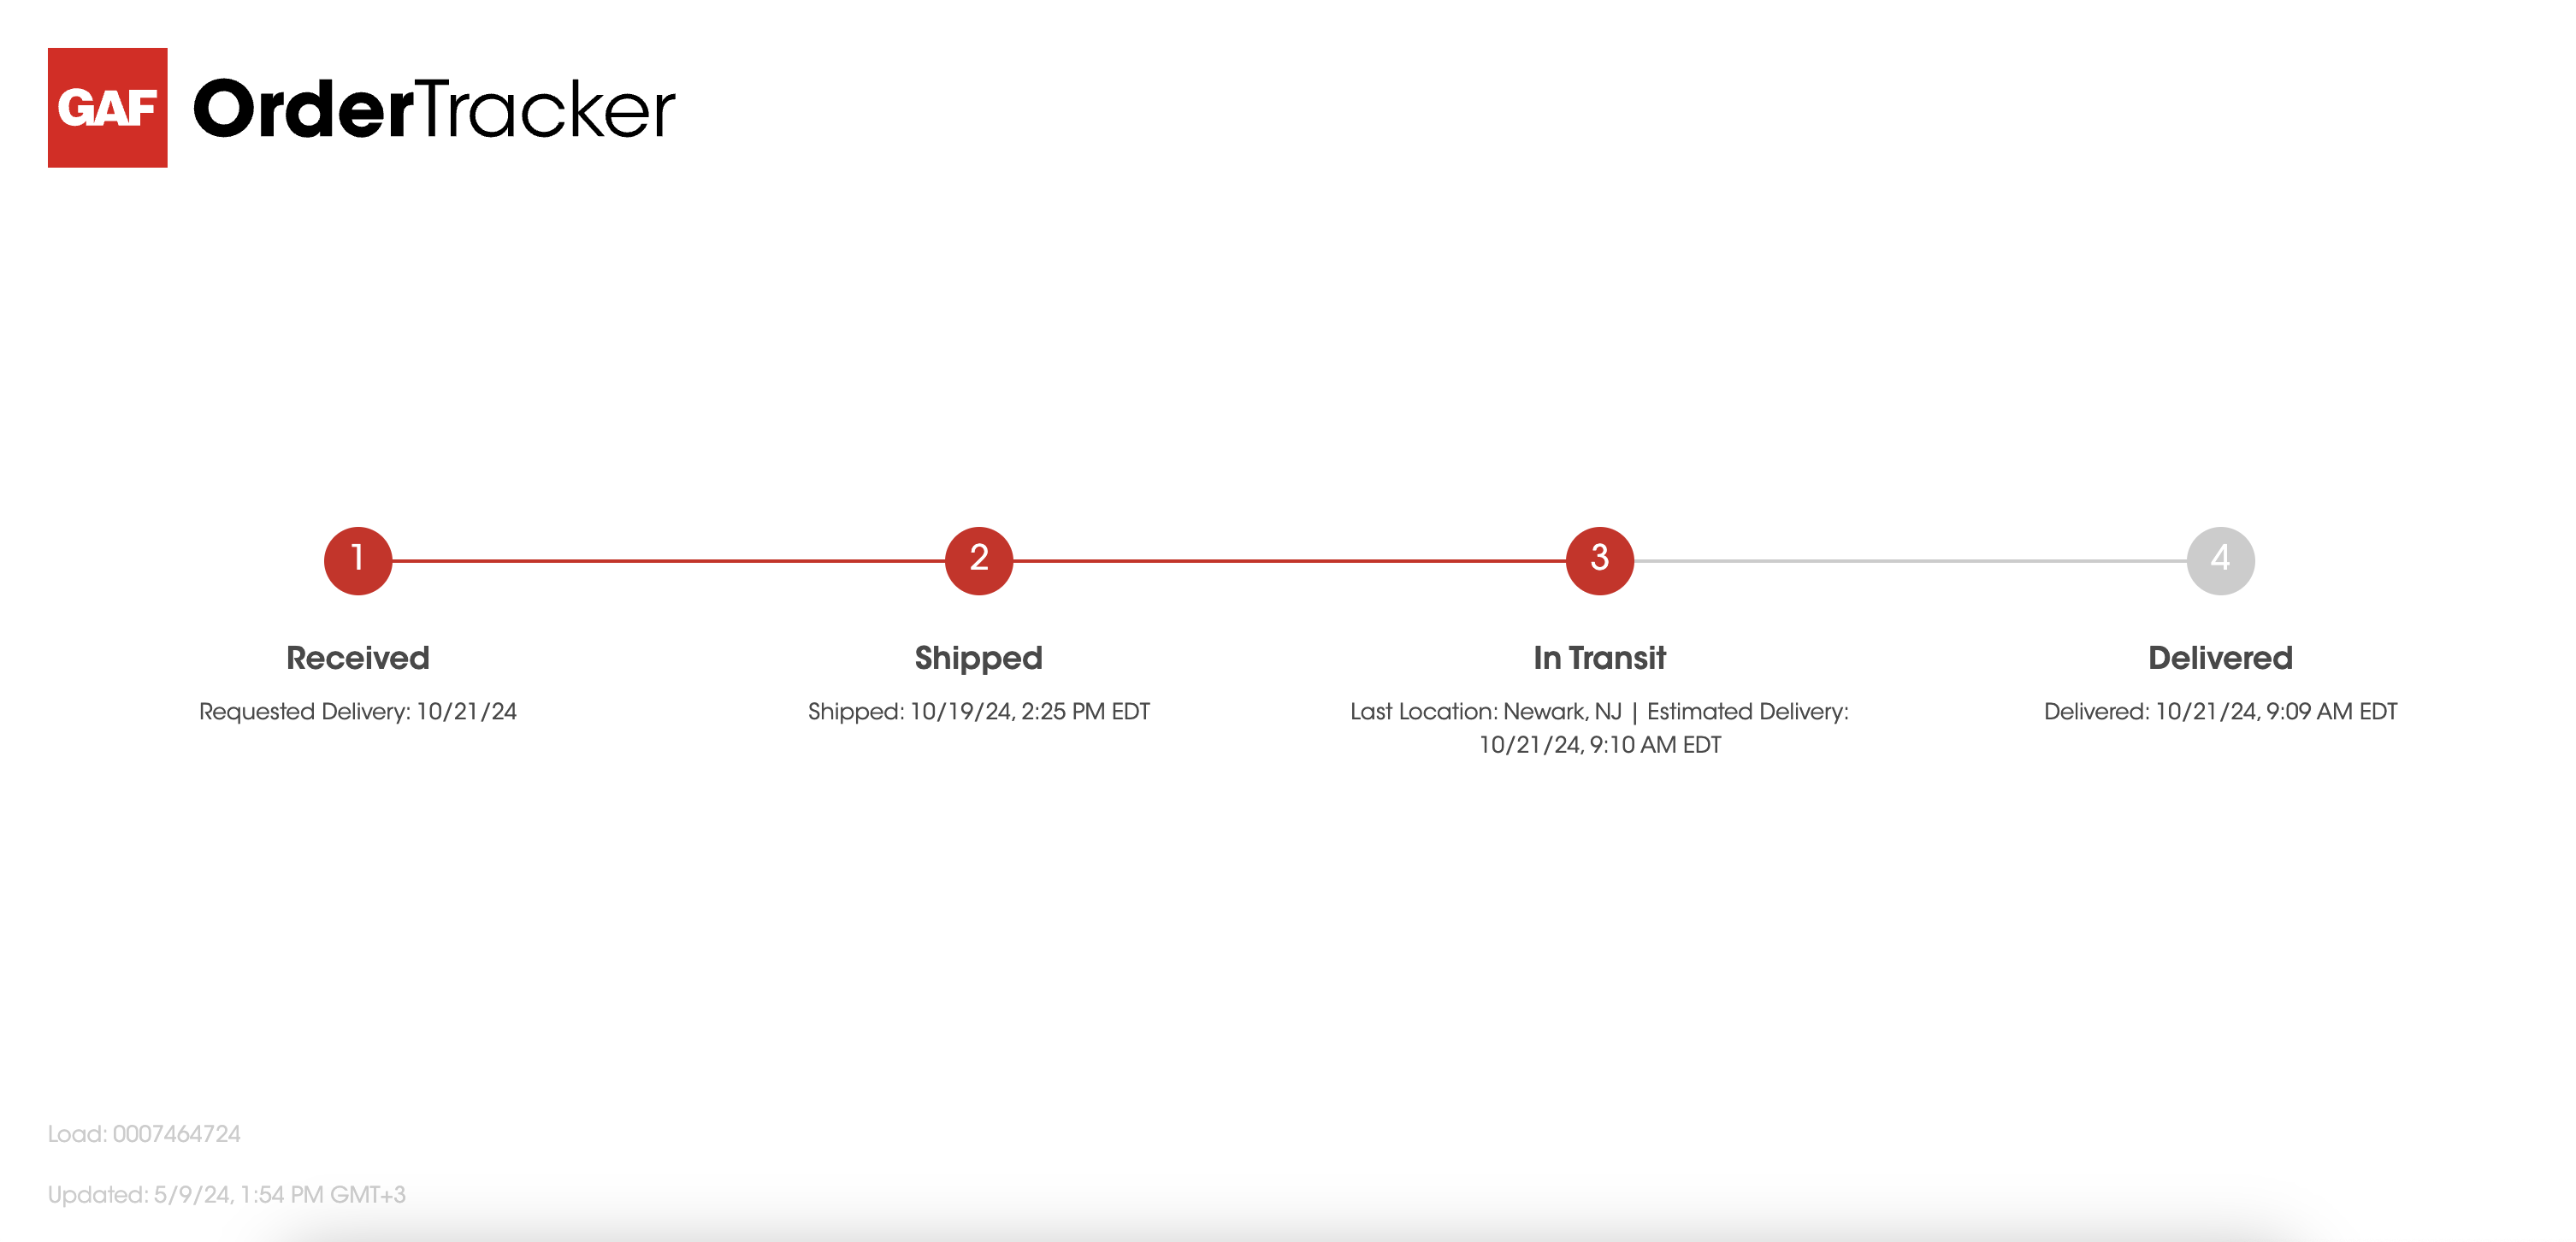 GAF OrderTracker
1
2
3
4
Received
Shipped
In Transit
Delivered
Requested Delivery: 10/21/24
Shipped: 10/19/24, 2:25 PM EDT
Last Location: Newark, NJ | Estimated Delivery:
10/21/24, 9:10 AM EDT
Delivered: 10/21/24, 9:09 AM EDT
Load: 0007464724
Updated: 5/9/24, 1:54 PM GMT+3